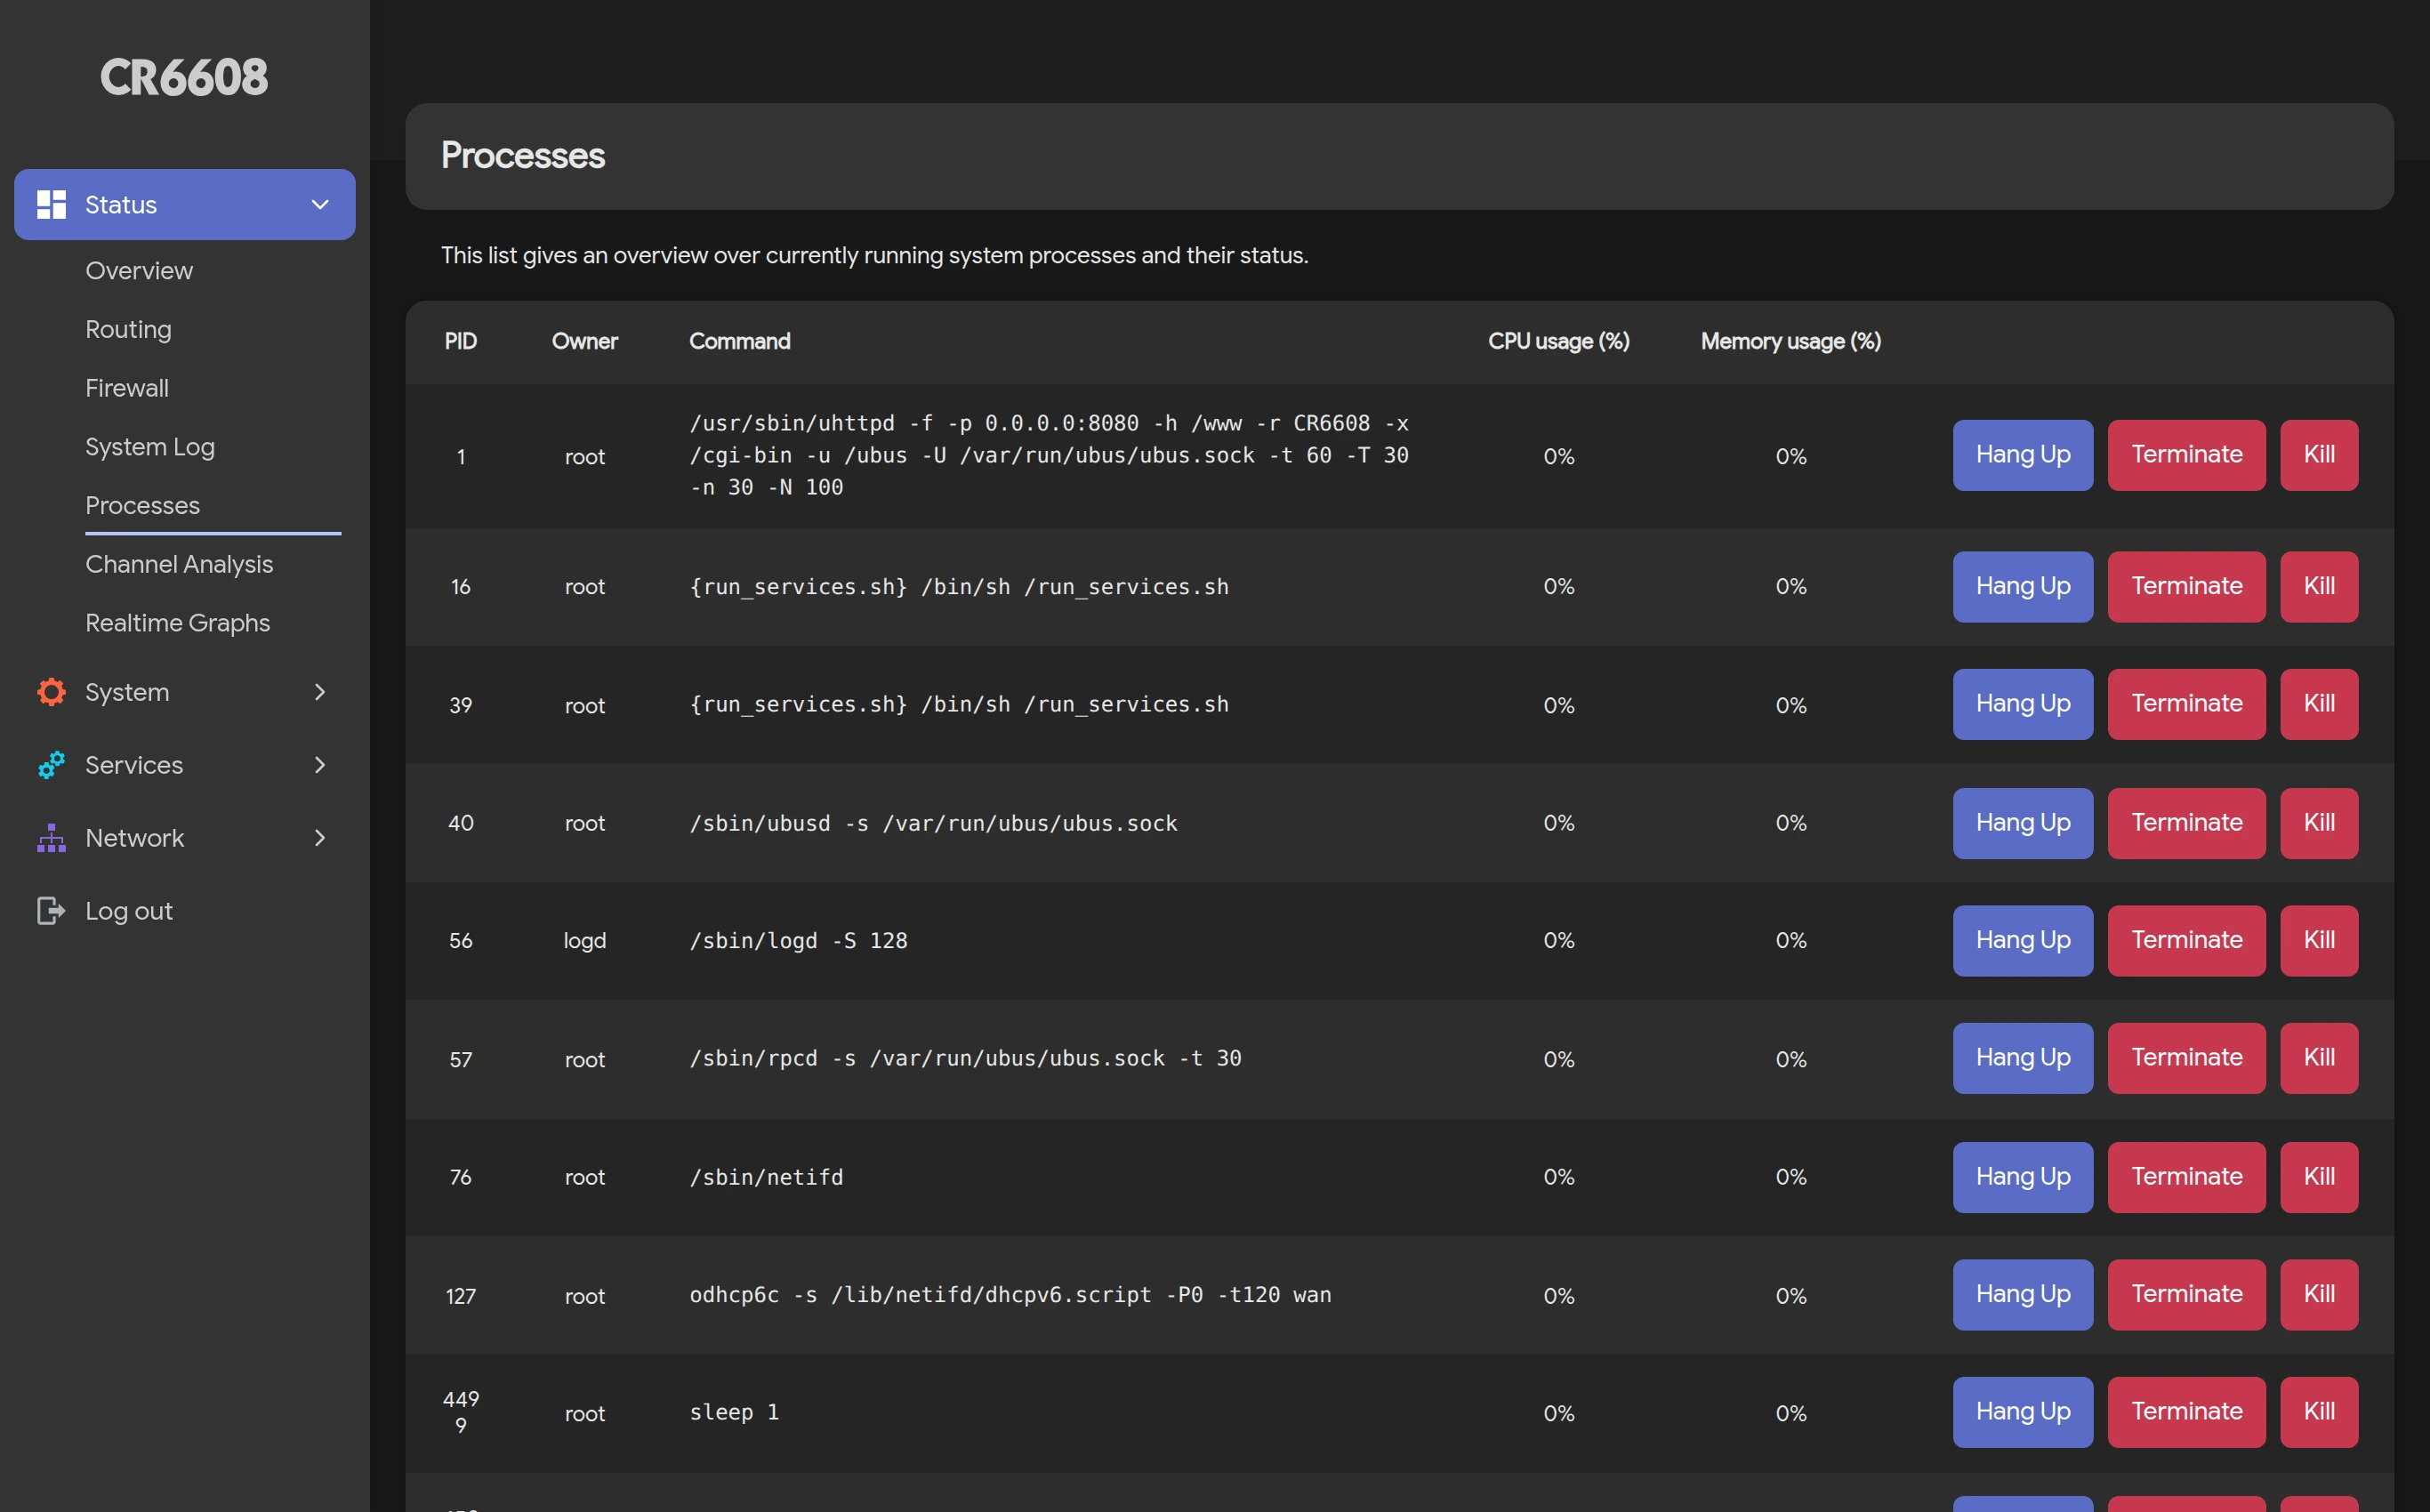 CR6608
Status
Overview
Routing
Firewall
System Log
Processes
Channel Analysis
Realtime Graphs
System
Services
Network
Log out
Processes
This list gives an overview over currently running system processes and their status.
PID Owner Command CPU usage (%) Memory usage (%)
1 root /usr/sbin/uhttpd -f -p 0.0.0.0:8080 -h /www -r CR6608 -x
/cgi-bin -u /ubus -U /var/run/ubus/ubus.sock -t 60 -T 30
-n 30 -N 100 0% 0% Hang Up Terminate Kill
16 root {run_services.sh} /bin/sh /run_services.sh 0% 0% Hang Up Terminate Kill
39 root {run_services.sh} /bin/sh /run_services.sh 0% 0% Hang Up Terminate Kill
40 root /sbin/ubusd -s /var/run/ubus/ubus.sock 0% 0% Hang Up Terminate Kill
56 logd /sbin/logd -S 128 0% 0% Hang Up Terminate Kill
57 root /sbin/rpcd -s /var/run/ubus/ubus.sock -t 30 0% 0% Hang Up Terminate Kill
76 root /sbin/netifd 0% 0% Hang Up Terminate Kill
127 root odhcp6c -s /lib/netifd/dhcpv6.script -P0 -t120 wan 0% 0% Hang Up Terminate Kill
449
9 root sleep 1 0% 0% Hang Up Terminate Kill